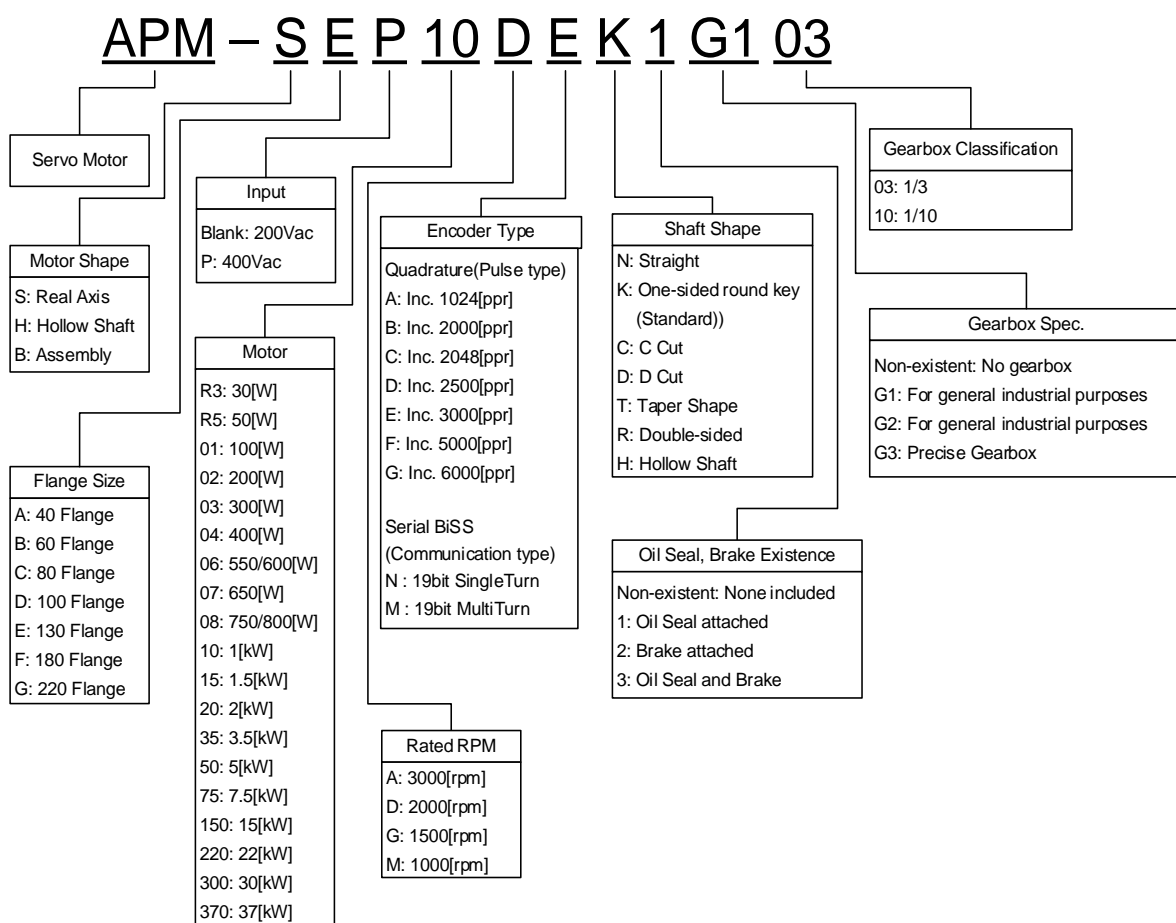 APM – S E P 10 D E K 1 G1 03
Servo Motor
Motor Shape
S: Real Axis
H: Hollow Shaft
B: Assembly
Flange Size
A: 40 Flange
B: 60 Flange
C: 80 Flange
D: 100 Flange
E: 130 Flange
F: 180 Flange
G: 220 Flange
Input
Blank: 200Vac
P: 400Vac
Motor
R3: 30[W]
R5: 50[W]
01: 100[W]
02: 200[W]
03: 300[W]
04: 400[W]
06: 550/600[W]
07: 650[W]
08: 750/800[W]
10: 1[kW]
15: 1.5[kW]
20: 2[kW]
35: 3.5[kW]
50: 5[kW]
75: 7.5[kW]
150: 15[kW]
220: 22[kW]
300: 30[kW]
370: 37[kW]
Encoder Type
Quadrature(Pulse type)
A: Inc. 1024[ppr]
B: Inc. 2000[ppr]
C: Inc. 2048[ppr]
D: Inc. 2500[ppr]
E: Inc. 3000[ppr]
F: Inc. 5000[ppr]
G: Inc. 6000[ppr]
Serial BiSS
(Communication type)
N : 19bit SingleTurn
M : 19bit MultiTurn
Rated RPM
A: 3000[rpm]
D: 2000[rpm]
G: 1500[rpm]
M: 1000[rpm]
Shaft Shape
N: Straight
K: One-sided round key
(Standard))
C: C Cut
D: D Cut
T: Taper Shape
R: Double-sided
H: Hollow Shaft
Oil Seal, Brake Existence
Non-existent: None included
1: Oil Seal attached
2: Brake attached
3: Oil Seal and Brake
Gearbox Classification
03: 1/3
10: 1/10
Gearbox Spec.
Non-existent: No gearbox
G1: For general industrial purposes
G2: For general industrial purposes
G3: Precise Gearbox